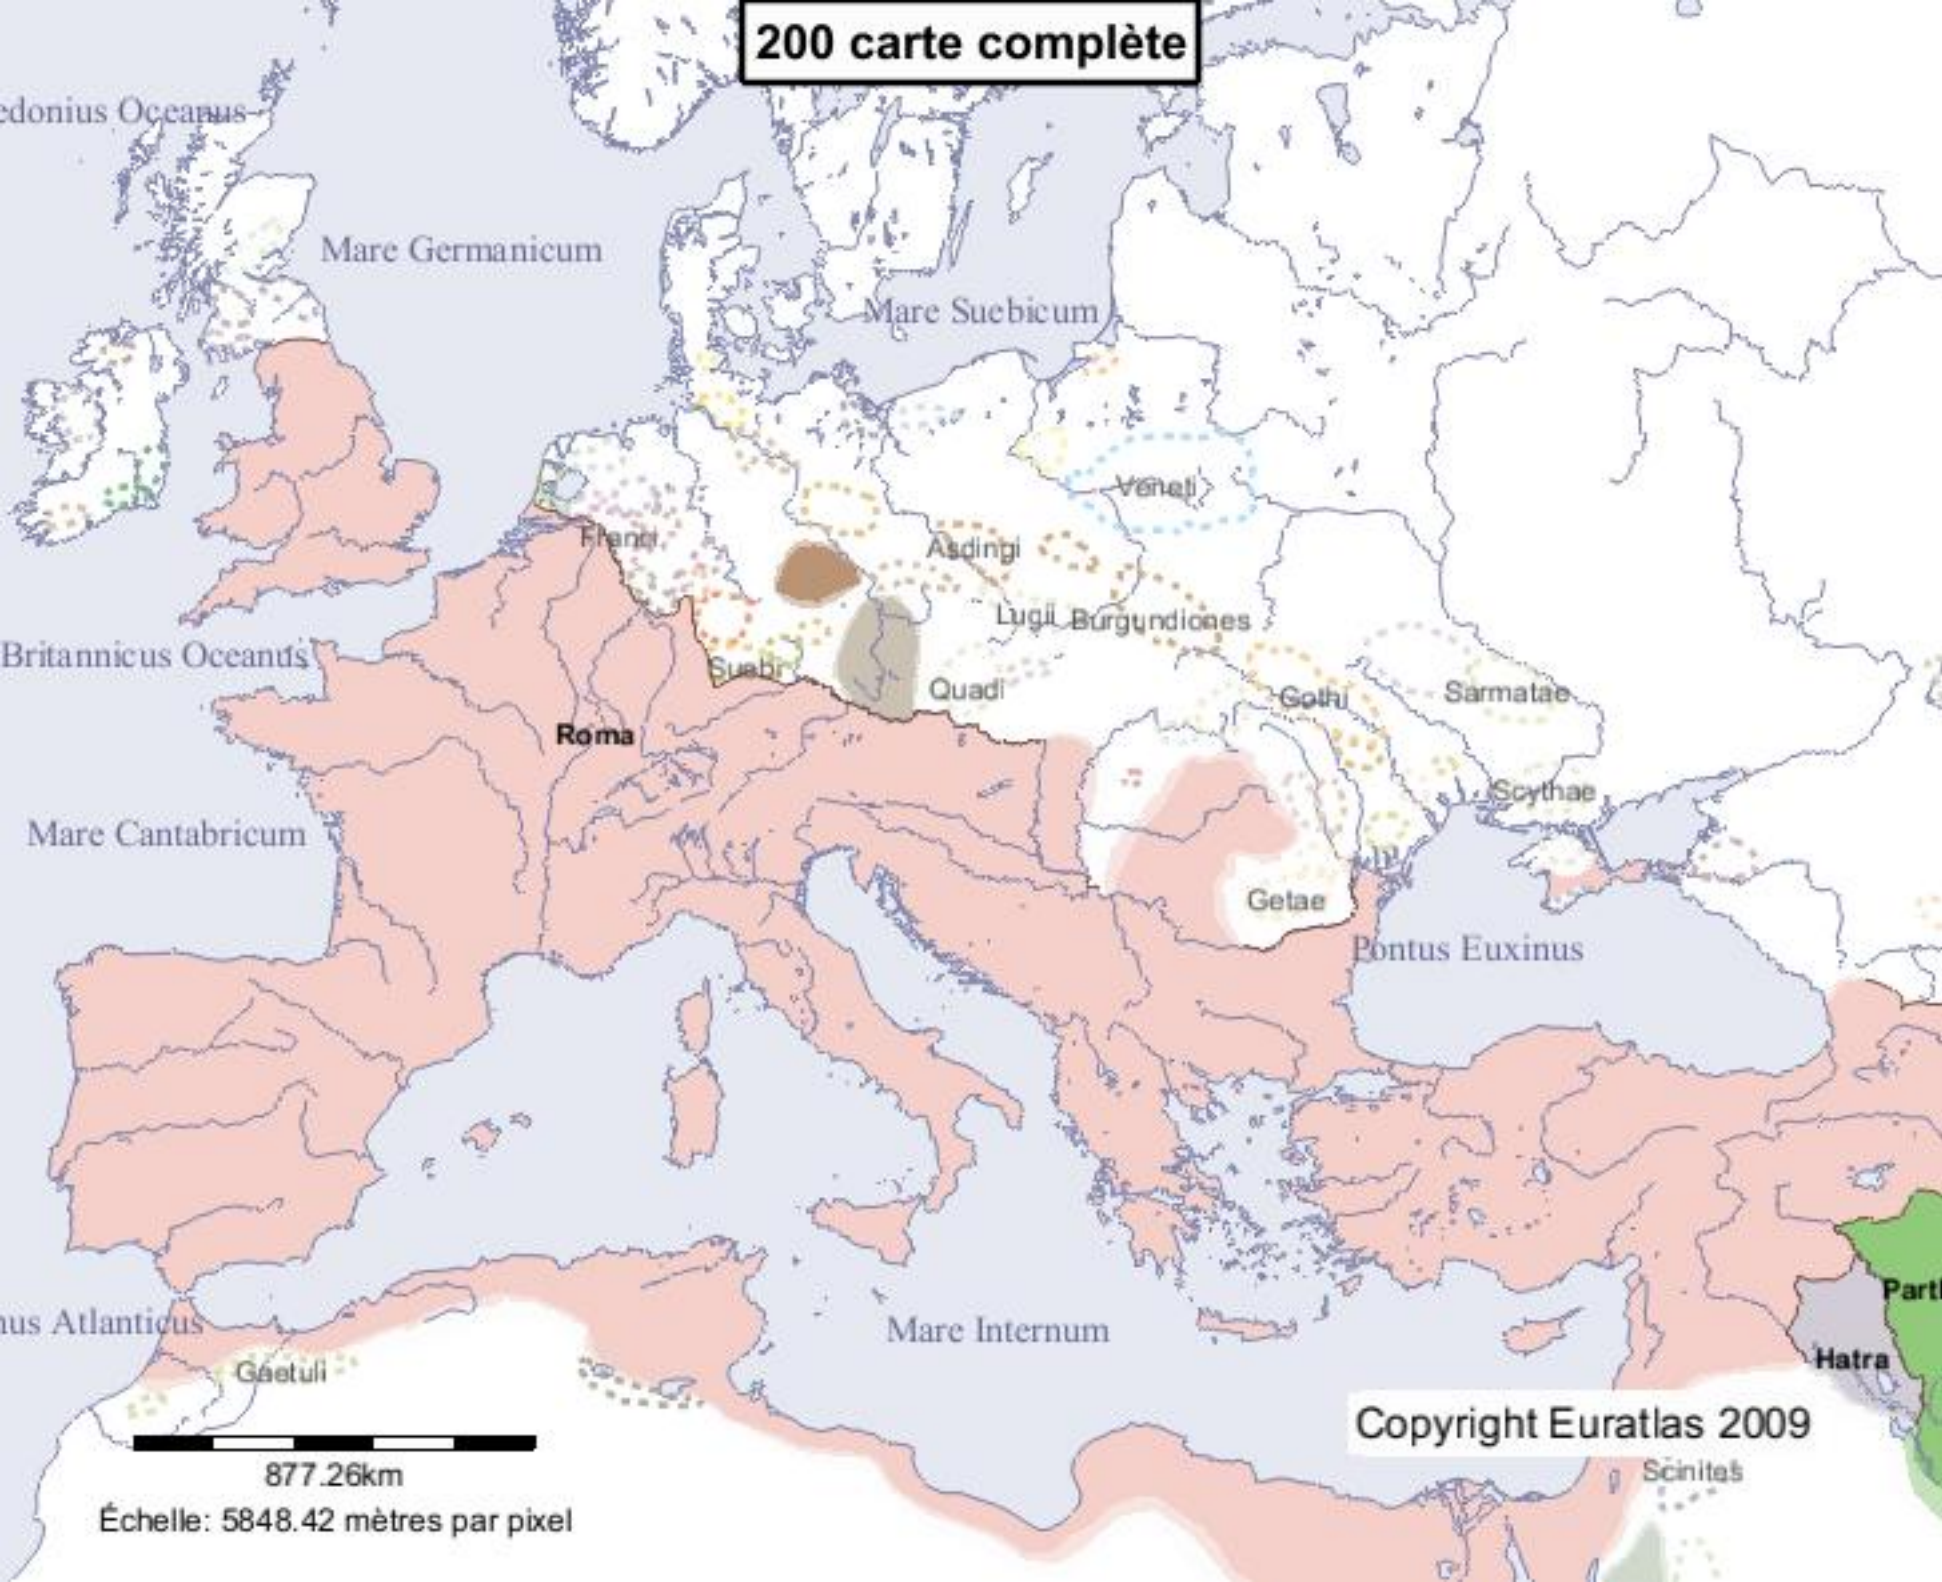 200 carte complète
edonius Oceanus
Mare Germanicum
Mare Suebicum
Veneti
Franci
Asdingi
Lugii
Burgundiones
Britannicus Oceanus
Suebi
Quadi
Gothi
Sarmatae
Roma
Scythae
Mare Cantabricum
Getae
Pontus Euxinus
Parth
nus Atlanticus
Mare Internum
Hatra
Gaetuli
Copyright Euratlas 2009
877.26km
Scinites
Échelle: 5848.42 mètres par pixel